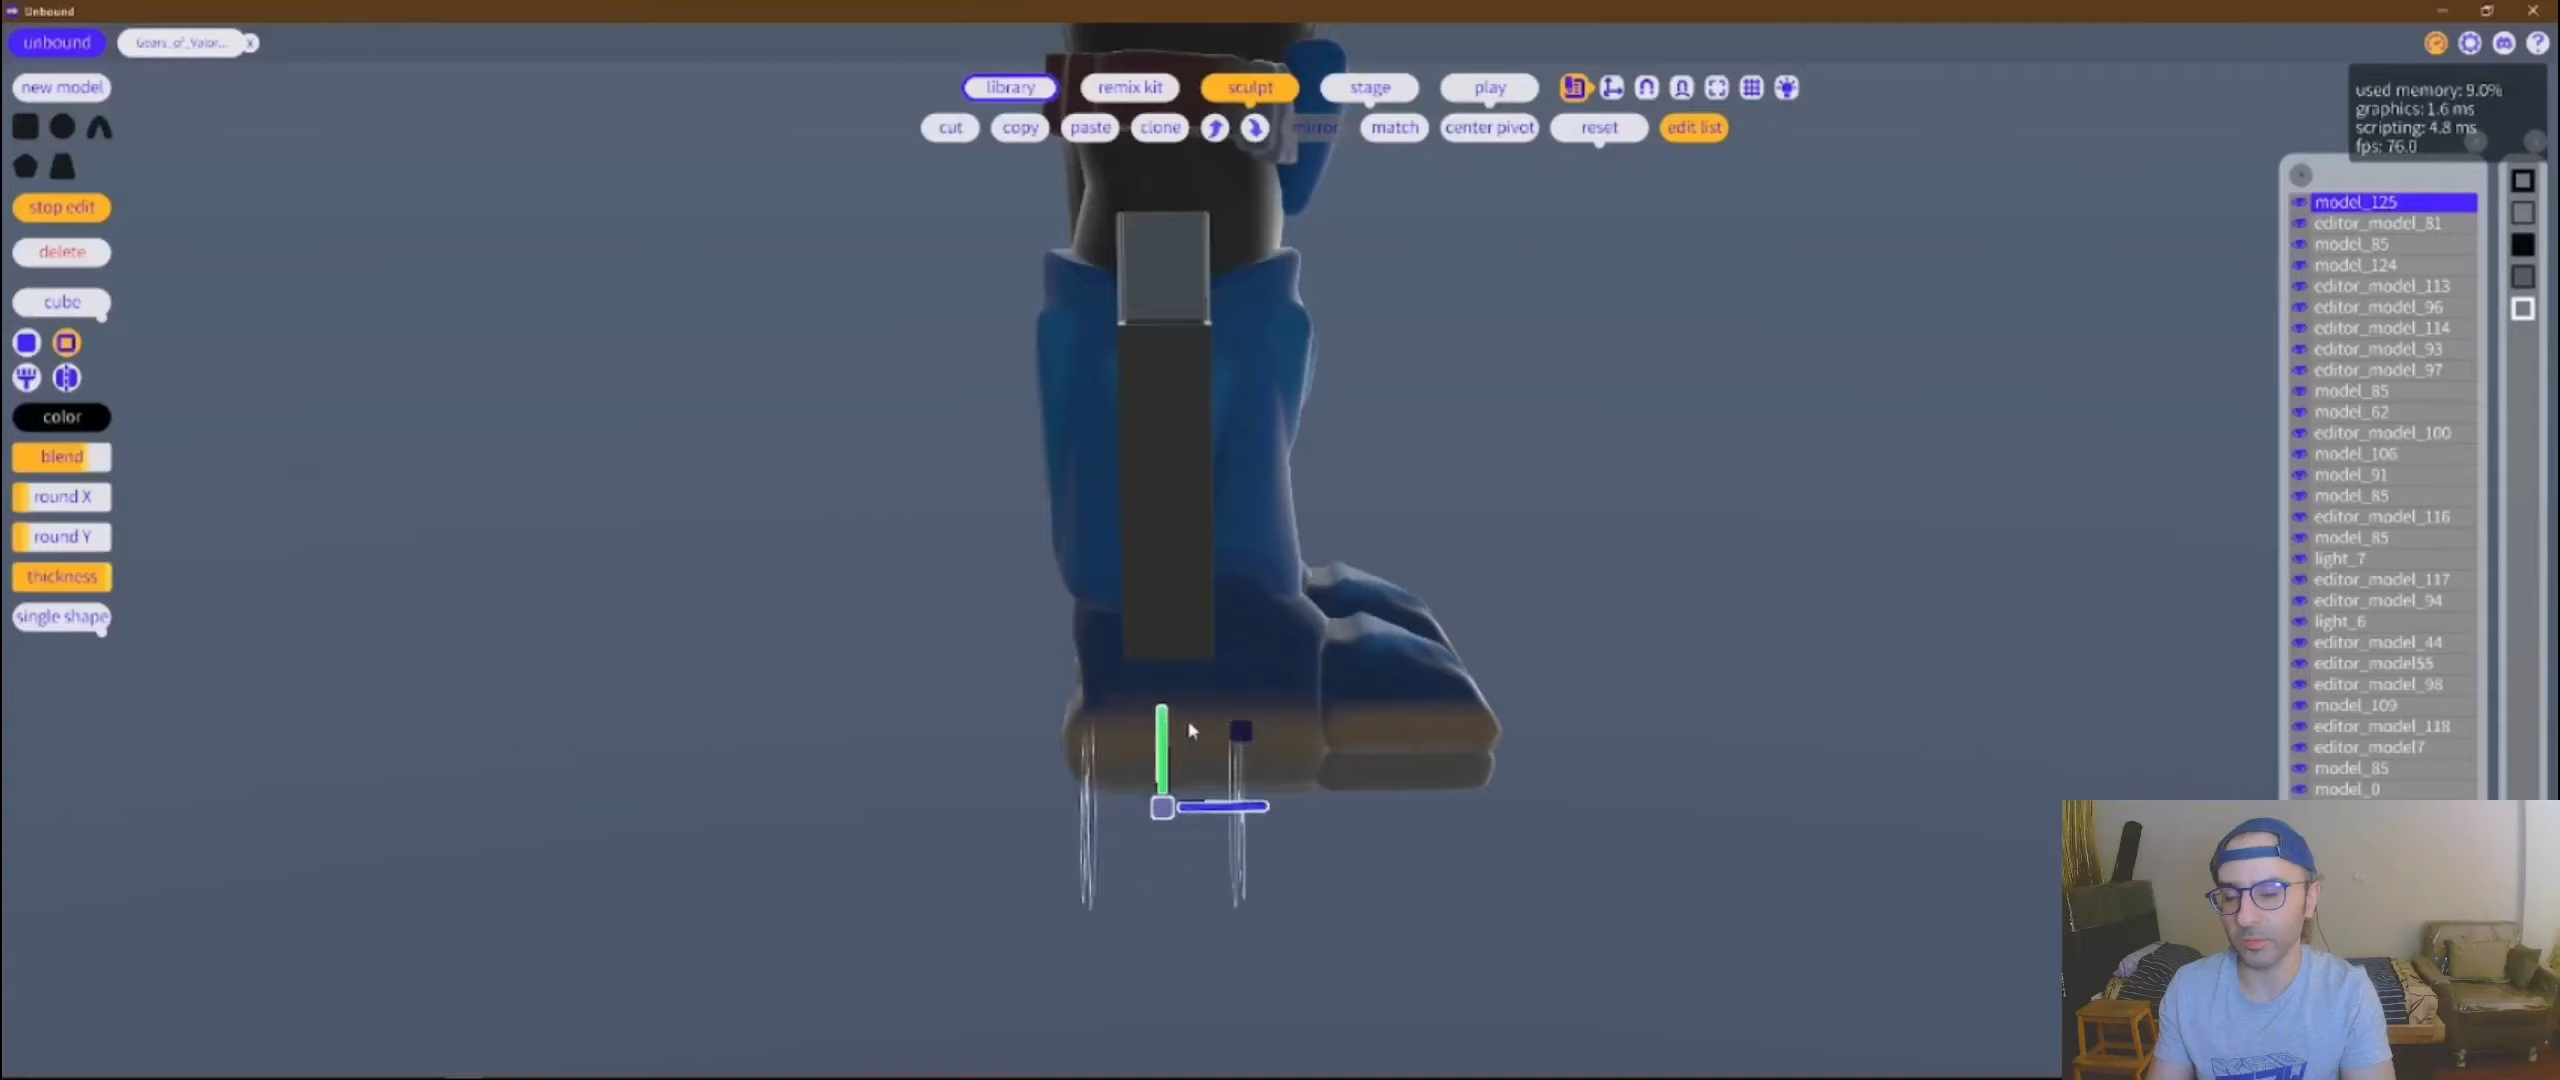 Unbound
unbound
Gears_of_Valor... x
new model
stop edit
delete
cube
color
blend
round X
round Y
thickness
single shape
library remix kit sculpt stage play
cut copy paste clone mirror match center pivot reset edit list
?
used memory: 9.0%
graphics: 1.6 ms
scripting: 4.8 ms
fps: 76.0
model_125
editor_model_81
model_85
model_124
editor_model_113
editor_model_96
editor_model_114
editor_model_93
editor_model_97
model_85
model_62
editor_model_100
model_106
model_91
model_85
editor_model_116
model_85
light_7
editor_model_117
editor_model_94
light_6
editor_model_44
editor_model55
editor_model_98
model_109
editor_model_118
editor_model7
model_85
model_0